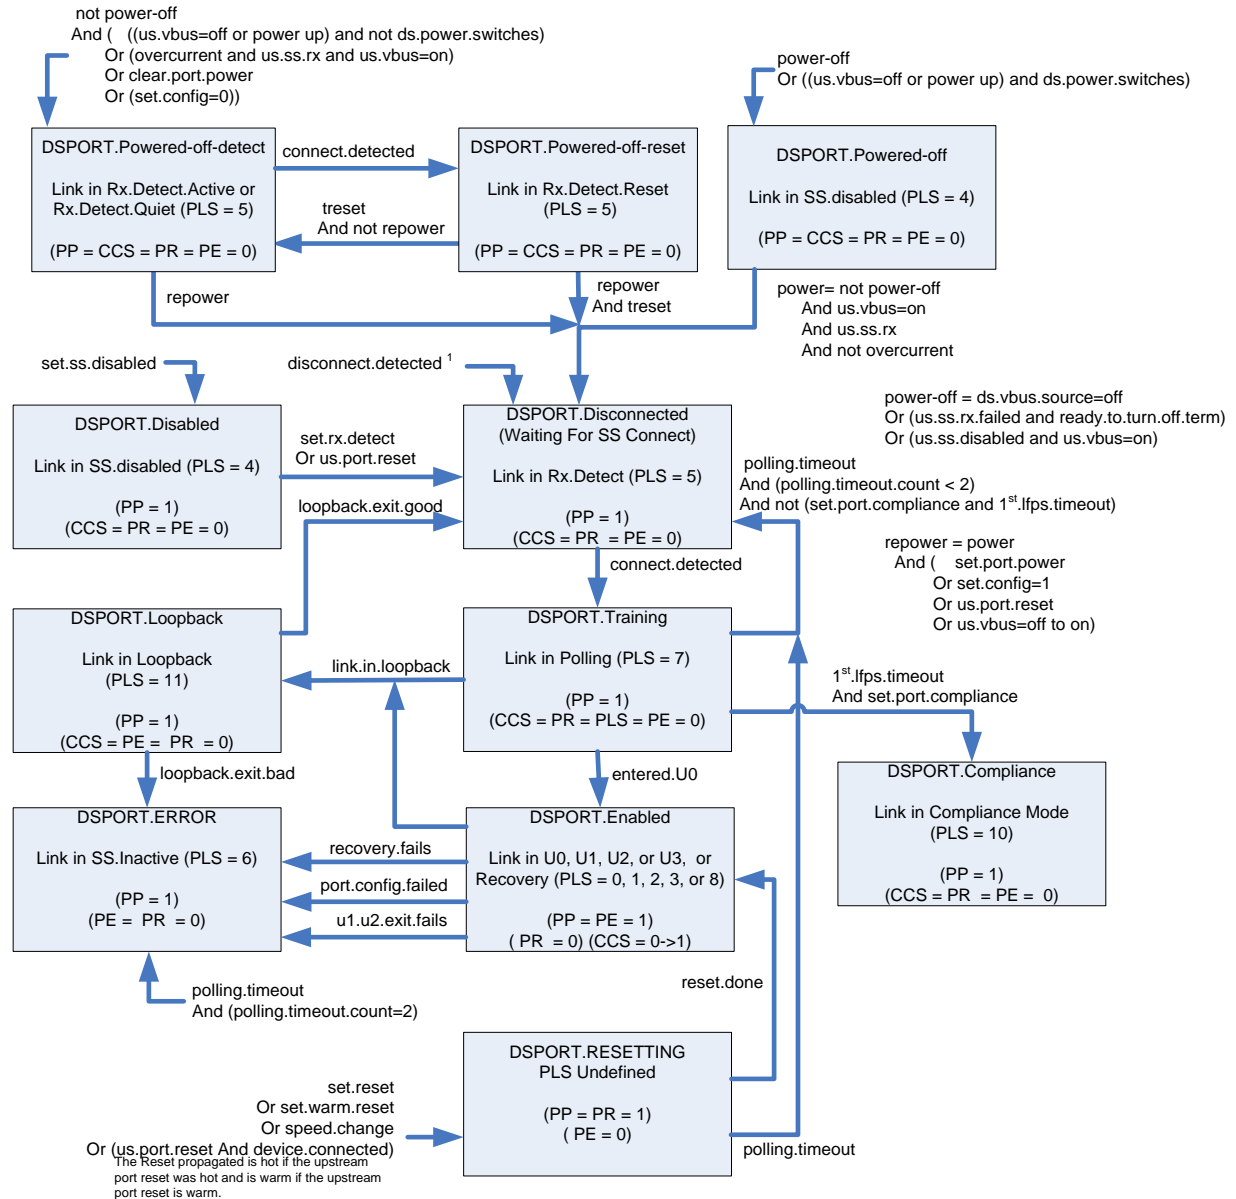 not power-off
And (    ((us.vbus=off or power up) and not ds.power.switches)
Or (overcurrent and us.ss.rx and us.vbus=on)
Or clear.port.power
Or (set.config=0))
power-off
Or ((us.vbus=off or power up) and ds.power.switches)
DSPORT.Powered-off-detect
Link in Rx.Detect.Active or
Rx.Detect.Quiet (PLS = 5)
(PP = CCS = PR = PE = 0)
connect.detected
treset
And not repower
DSPORT.Powered-off-reset
Link in Rx.Detect.Reset
(PLS = 5)
(PP = CCS = PR = PE = 0)
DSPORT.Powered-off
Link in SS.disabled (PLS = 4)
(PP = CCS = PR = PE = 0)
repower
repower
And treset
power= not power-off
And us.vbus=on
And us.ss.rx
And not overcurrent
set.ss.disabled
disconnect.detected 1
DSPORT.Disabled
Link in SS.disabled (PLS = 4)
(PP = 1)
(CCS = PR = PE = 0)
set.rx.detect
Or us.port.reset
loopback.exit.good
DSPORT.Disconnected
(Waiting For SS Connect)
Link in Rx.Detect (PLS = 5)
(PP = 1)
(CCS = PR  = PE = 0)
power-off = ds.vbus.source=off
Or (us.ss.rx.failed and ready.to.turn.off.term)
Or (us.ss.disabled and us.vbus=on)
polling.timeout
And (polling.timeout.count < 2)
And not (set.port.compliance and 1st.lfps.timeout)
repower = power
And (    set.port.power
Or set.config=1
Or us.port.reset
Or us.vbus=off to on)
connect.detected
DSPORT.Loopback
Link in Loopback
(PLS = 11)
(PP = 1)
(CCS = PE =  PR  = 0)
link.in.loopback
DSPORT.Training
Link in Polling (PLS = 7)
(PP = 1)
(CCS = PR = PLS = PE = 0)
1st.lfps.timeout
And set.port.compliance
loopback.exit.bad
entered.U0
DSPORT.Compliance
Link in Compliance Mode
(PLS = 10)
(PP = 1)
(CCS = PR  = PE =  0)
DSPORT.ERROR
Link in SS.Inactive (PLS = 6)
(PP = 1)
(PE =  PR  = 0)
recovery.fails
port.config.failed
u1.u2.exit.fails
DSPORT.Enabled
Link in U0, U1, U2, or U3,  or
Recovery (PLS = 0, 1, 2, 3, or 8)
(PP = PE = 1)
( PR  = 0) (CCS = 0->1)
polling.timeout
And (polling.timeout.count=2)
reset.done
DSPORT.RESETTING
PLS Undefined
(PP = PR = 1)
( PE = 0)
set.reset
Or set.warm.reset
Or speed.change
Or (us.port.reset And device.connected)
The Reset propagated is hot if the upstream
port reset was hot and is warm if the upstream
port reset is warm.
polling.timeout